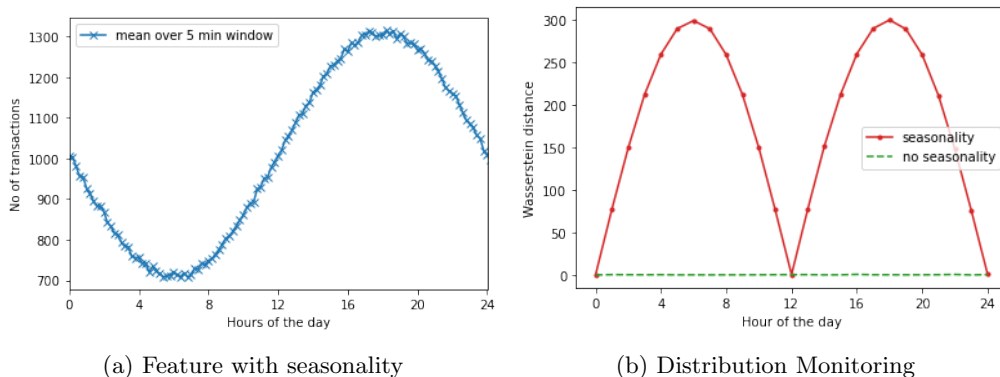 mean over 5 min window
No of transactions
1300
1200
1100
1000
900
800
700
0 4 8 12 16 20 24
Hours of the day
(a) Feature with seasonality
Wasserstein distance
300
250
200
150
100
50
0
seasonality
no seasonality
0 4 8 12 16 20 24
Hour of the day
(b) Distribution Monitoring